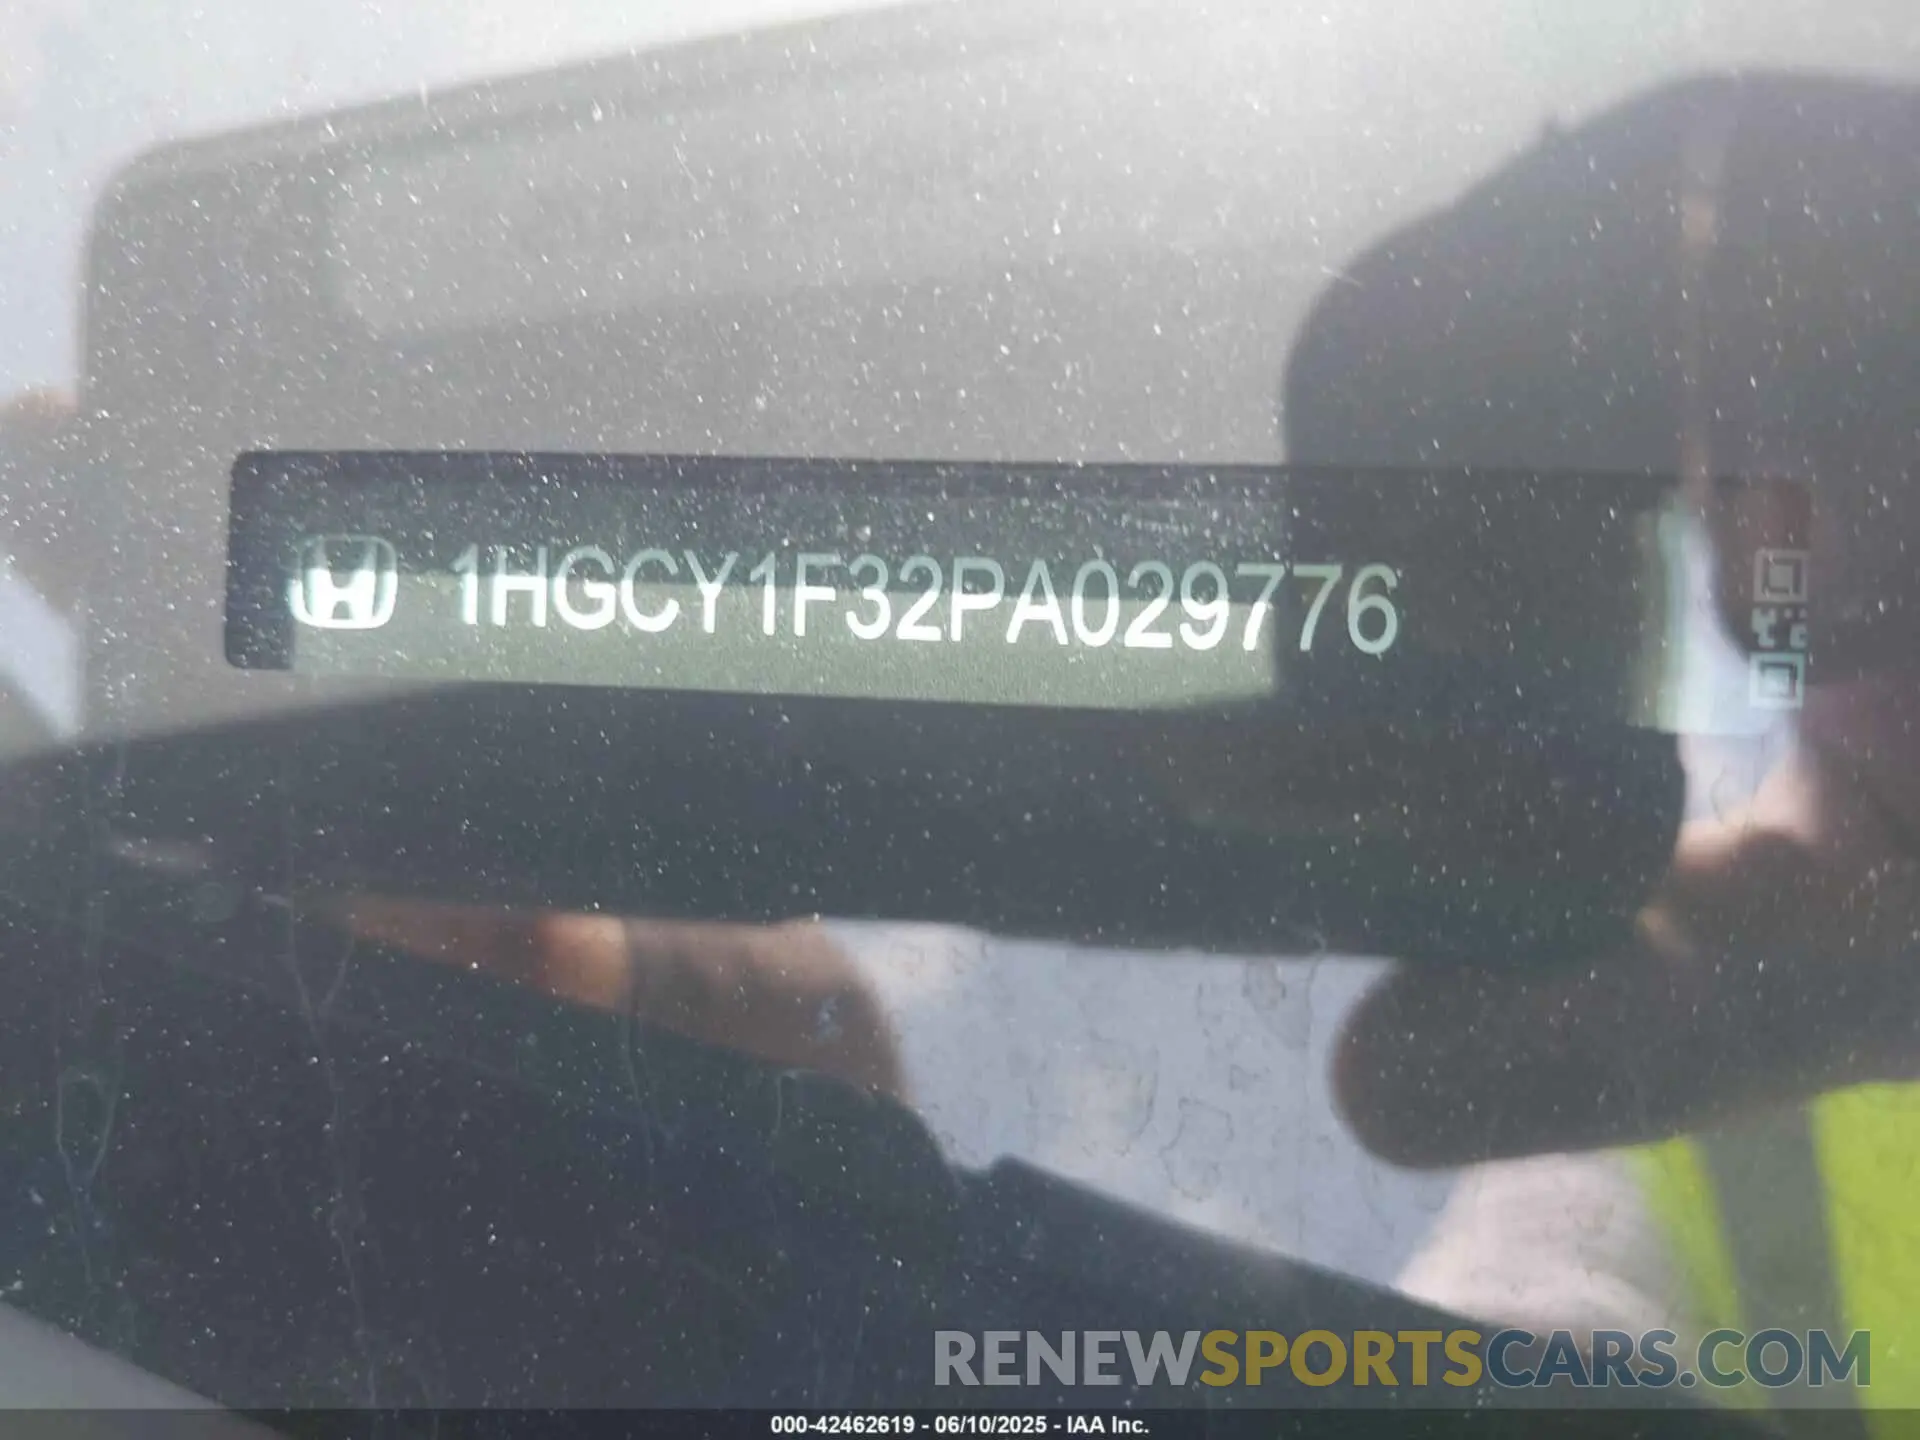 1HGCY1F32PA029776
RENEWSPORTSCARS.COM
000-42462619 - 06/10/2025 - IAA Inc.